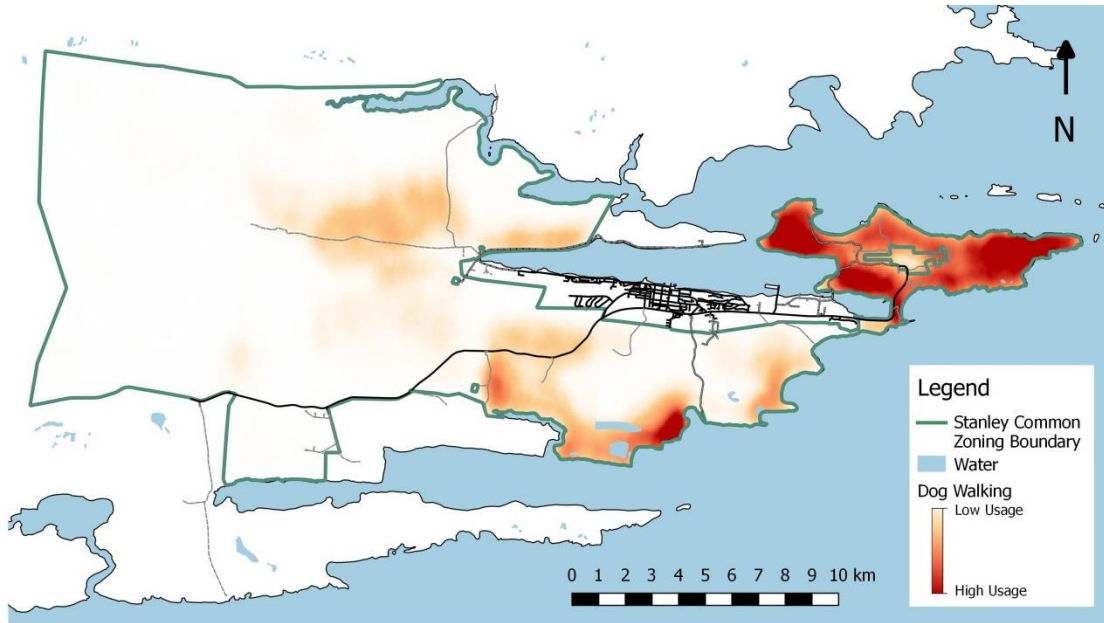 N
Legend
Stanley Common
Zoning Boundary
Water
Dog Walking
Low Usage
High Usage
0 1 2 3 4 5 6 7 8 9 10 km